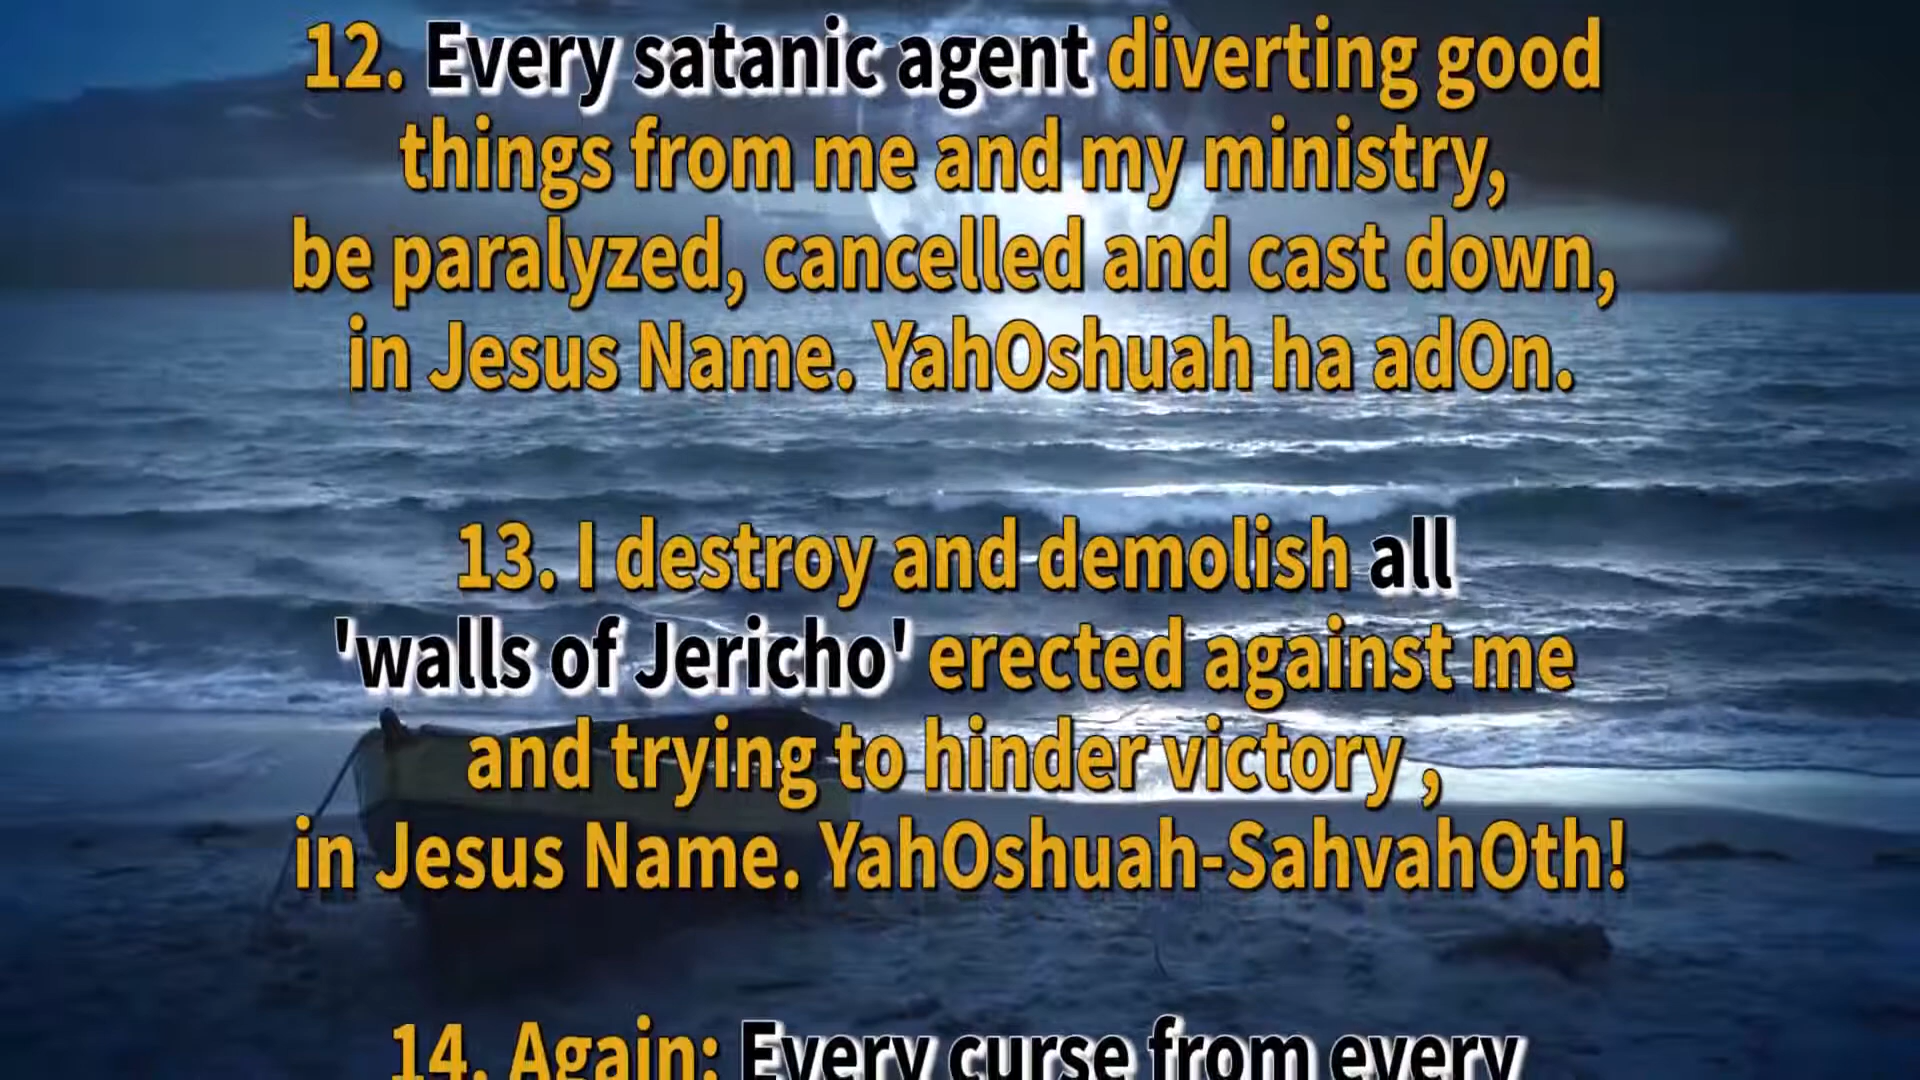 12. Every satanic agent diverting good
things from me and my ministry,
be paralyzed, cancelled and cast down,
in Jesus Name. YahOshuah ha adOn.
13. I destroy and demolish all
'walls of Jericho' erected against me
and trying to hinder victory ,
in Jesus Name. YahOshuah-SahvahOth!
14. Again: Every curse from every